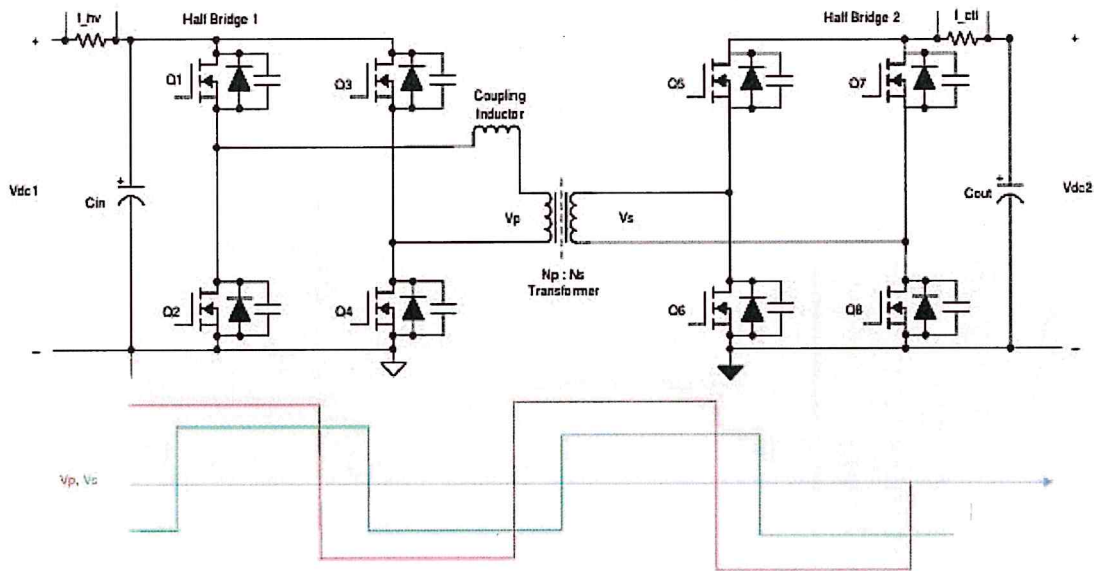 I_hv
Half Bridge 1
Half Bridge 2
+
+
Q1
Q3
Q5
Q7
Coupling
Inductor
Vdc1
+
Cin
Vp
Vs
+
Cout
Vdc2
Np : Ns
Transformer
Q2
Q4
Q6
Q8
–
–
Vp, Vs